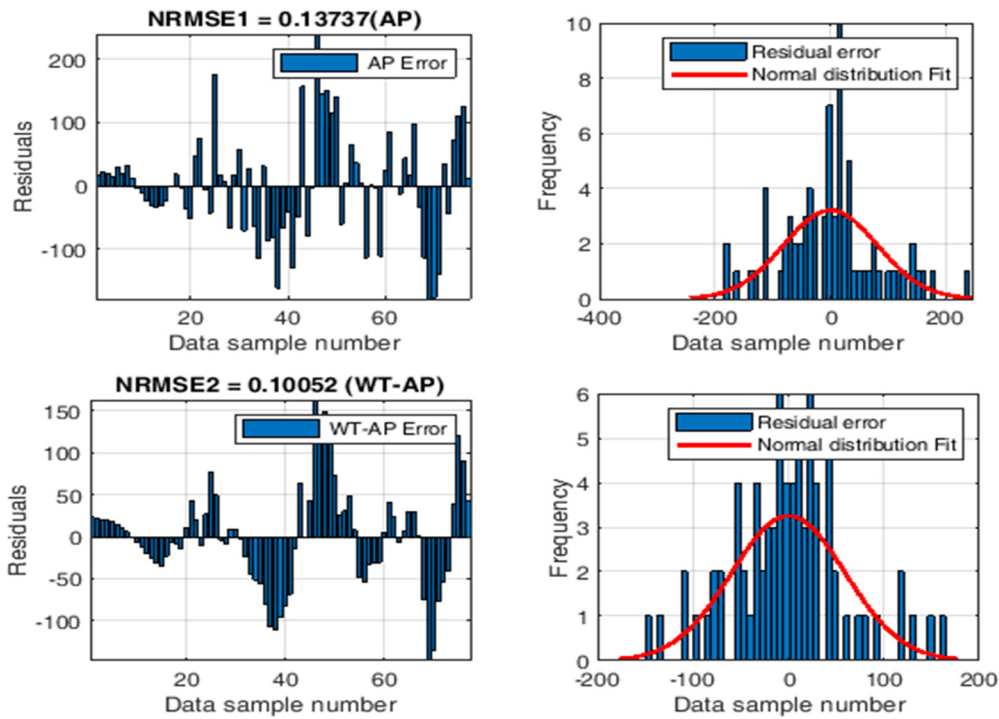 NRMSE1 = 0.13737(AP)
AP Error
Residuals
200
100
0
-100
20
40
60
Data sample number
Residual error
Normal distribution Fit
Frequency
10
8
6
4
2
0
-400
-200
0
200
Data sample number
NRMSE2 = 0.10052 (WT-AP)
WT-AP Error
Residuals
150
100
50
0
-50
-100
20
40
60
Data sample number
Residual error
Normal distribution Fit
Frequency
6
5
4
3
2
1
0
-200
-100
0
100
200
Data sample number